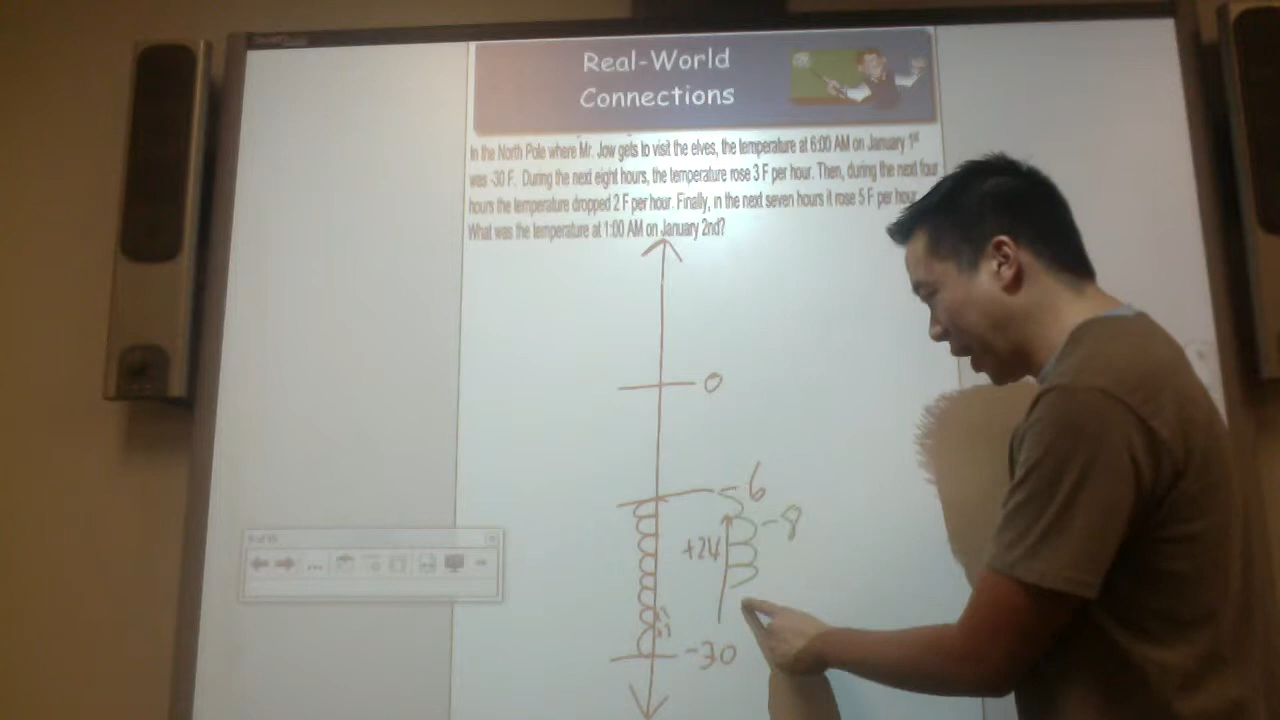 Real-World
Connections
In the North Pole where Mr. Jow gets to visit the elves, the temperature at 6:00 AM on January 1st
was -30 F. During the next eight hours, the temperature rose 3 F per hour. Then, during the next four
hours the temperature dropped 2 F per hour. Finally, in the next seven hours it rose 5 F per hour.
What was the temperature at 1:00 AM on January 2nd?
0
-6
-8
+24
-30